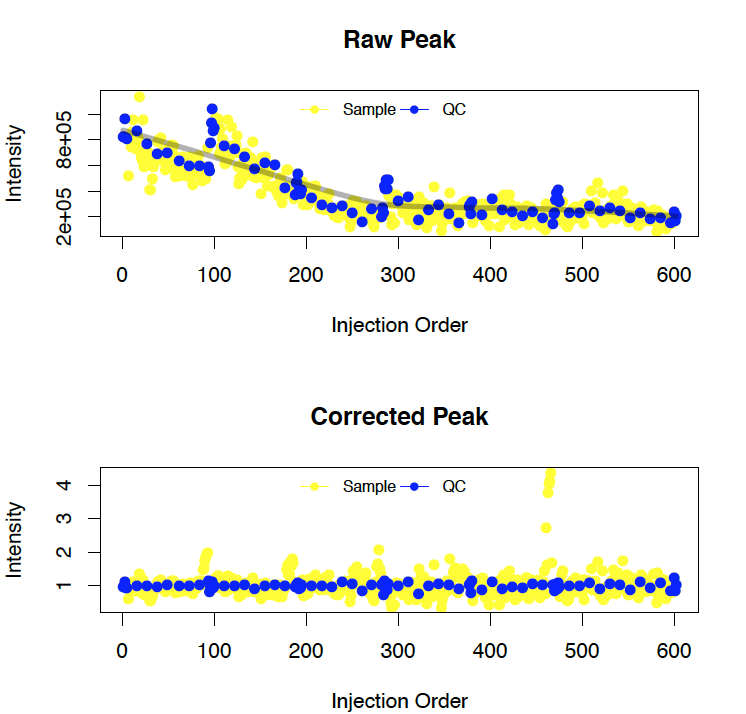 Raw Peak
Sample QC
Intensity
8e+05
2e+05
0 100 200 300 400 500 600
Injection Order
Corrected Peak
Sample QC
Intensity
4
3
2
1
0 100 200 300 400 500 600
Injection Order